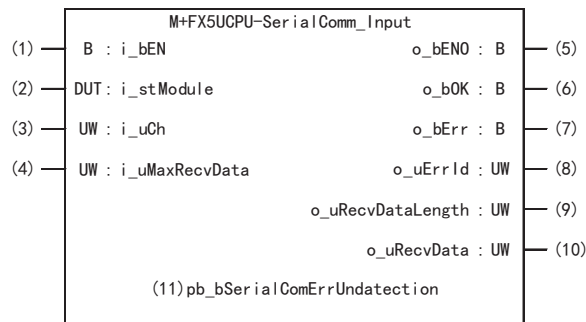 M+FX5UCPU-SerialComm_Input
(1) B : i_bEN o_bENO : B (5)
(2) DUT : i_stModule o_bOK : B (6)
(3) UW : i_uCh o_bErr : B (7)
(4) UW : i_uMaxRecvData o_uErrId : UW (8)
o_uRecvDataLength : UW (9)
o_uRecvData : UW (10)
(11)pb_bSerialComErrUndatection